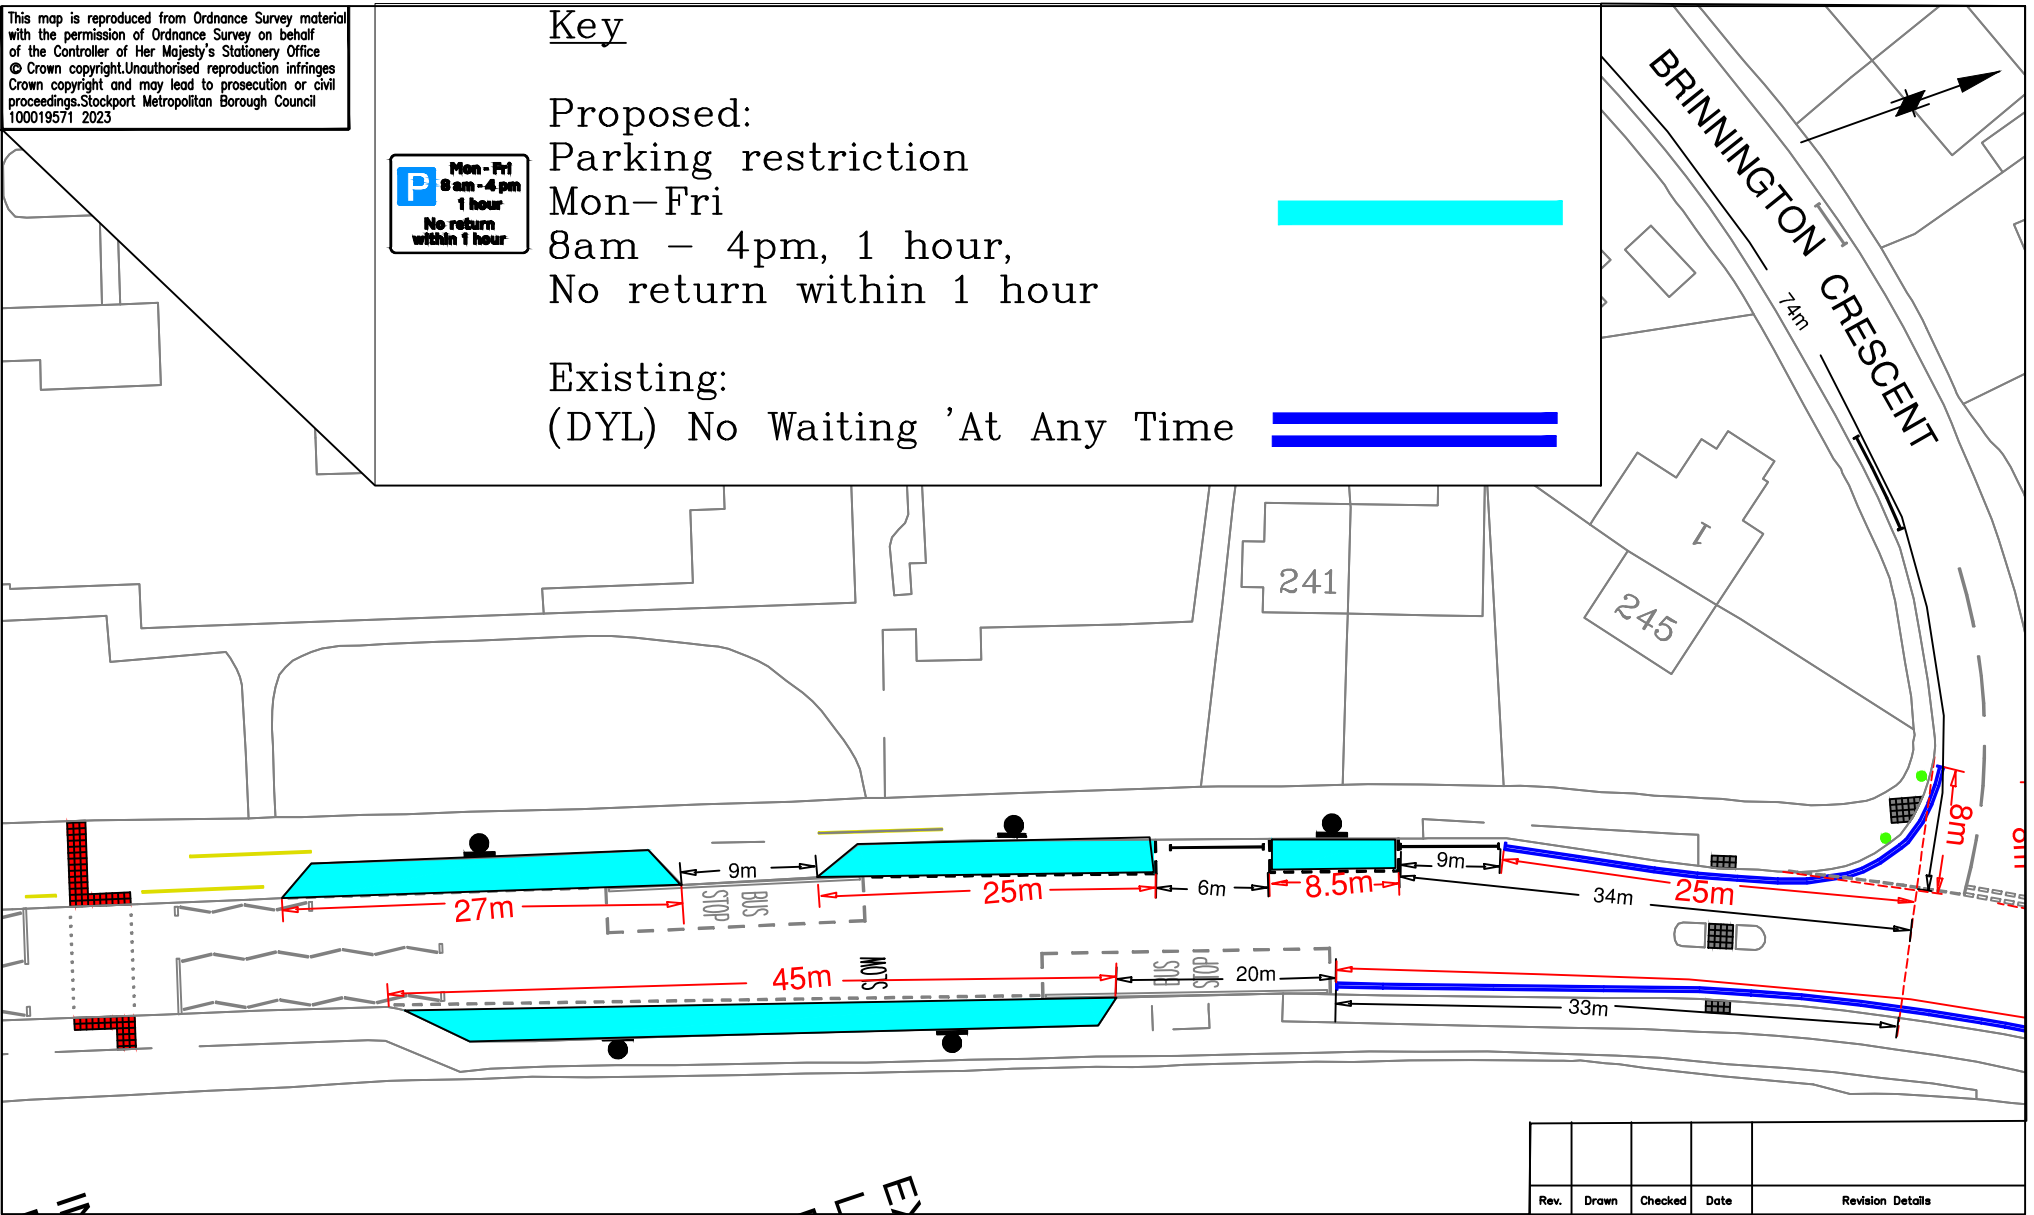 This map is reproduced from Ordnance Survey material
with the permission of Ordnance Survey on behalf
of the Controller of Her Majesty's Stationery Office
© Crown copyright.Unauthorised reproduction infringes
Crown copyright and may lead to prosecution or civil
proceedings.Stockport Metropolitan Borough Council
100019571 2023
Key
Proposed:
Parking restriction
Mon-Fri
8am - 4pm, 1 hour,
No return within 1 hour
P
Mon - Fri
8 am - 4 pm
1 hour
No return
within 1 hour
Existing:
(DYL) No Waiting 'At Any Time
BRINNINGTON CRESCENT
74m
1
241
245
8m
8m
9m
27m
BUS
STOP
25m
6m
8.5m
9m
34m
25m
45m
SLOW
BUS
STOP
20m
33m
Rev.
Drawn
Checked
Date
Revision Details